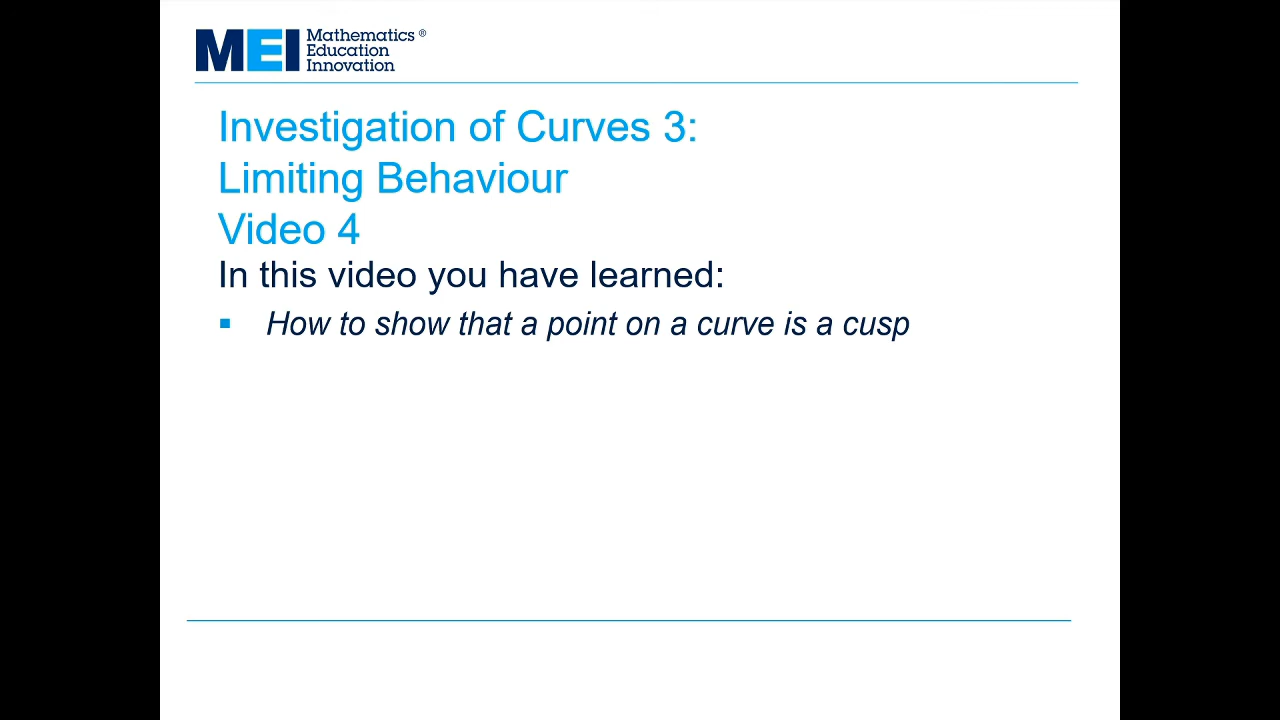 MEI Mathematics ®
Education
Innovation
Investigation of Curves 3:
Limiting Behaviour
Video 4
In this video you have learned:
▪ How to show that a point on a curve is a cusp